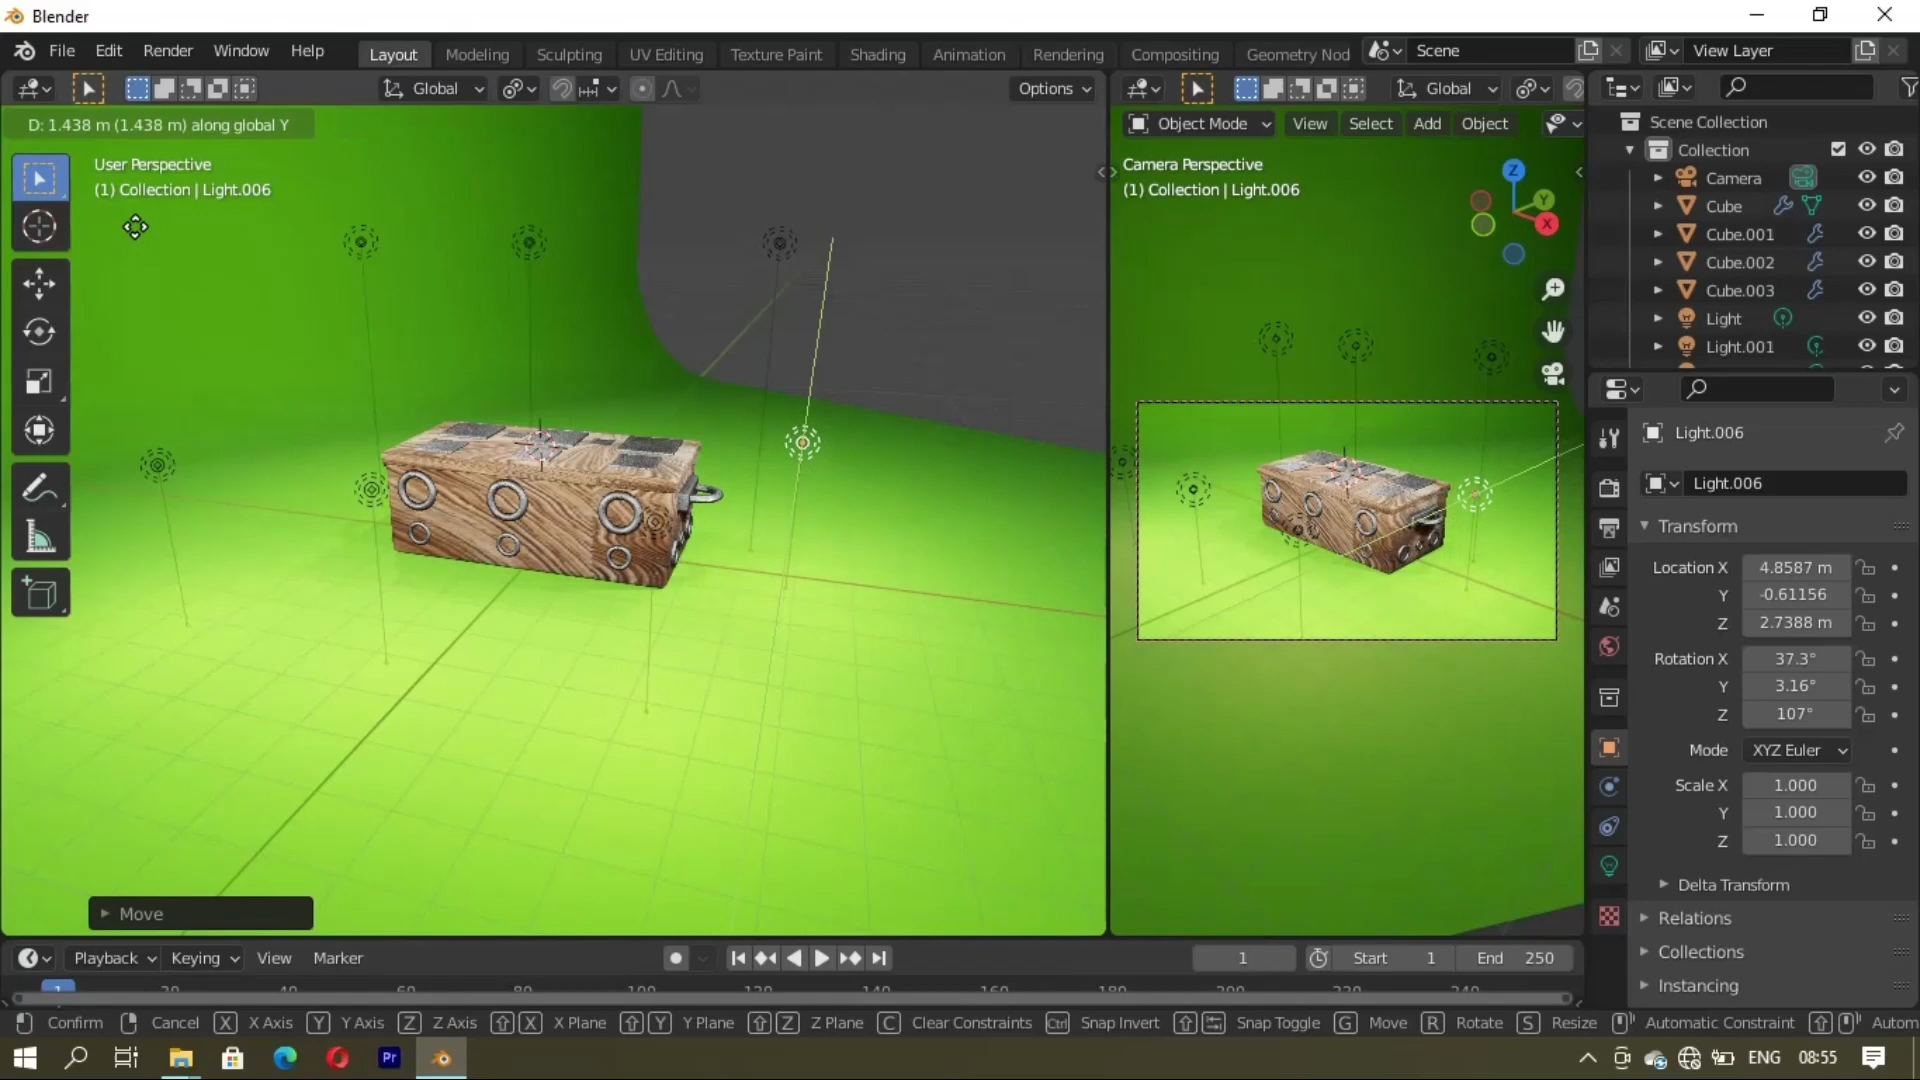 Blender
File Edit Render Window Help Layout Modeling Sculpting UV Editing Texture Paint Shading Animation Rendering Compositing Geometry Nod Scene View Layer
Global Options Global
D: 1.438 m (1.438 m) along global Y
Object Mode View Select Add Object
User Perspective
(1) Collection | Light.006
Camera Perspective
(1) Collection | Light.006
Z
Y
X
Scene Collection
Collection
Camera
Cube
Cube.001
Cube.002
Cube.003
Light
Light.001
Light.006
Light.006
Transform
Location X 4.8587 m
Y -0.61156
Z 2.7388 m
Rotation X 37.3°
Y 3.16°
Z 107°
Mode XYZ Euler
Scale X 1.000
Y 1.000
Z 1.000
Delta Transform
Relations
Collections
Instancing
Move
Playback Keying View Marker 1 Start 1 End 250
1
Confirm Cancel X X Axis Y Y Axis Z Z Axis X X Plane Y Y Plane Z Z Plane C Clear Constraints Ctrl Snap Invert Snap Toggle G Move R Rotate S Resize Automatic Constraint Autom
Pr ENG 08:55